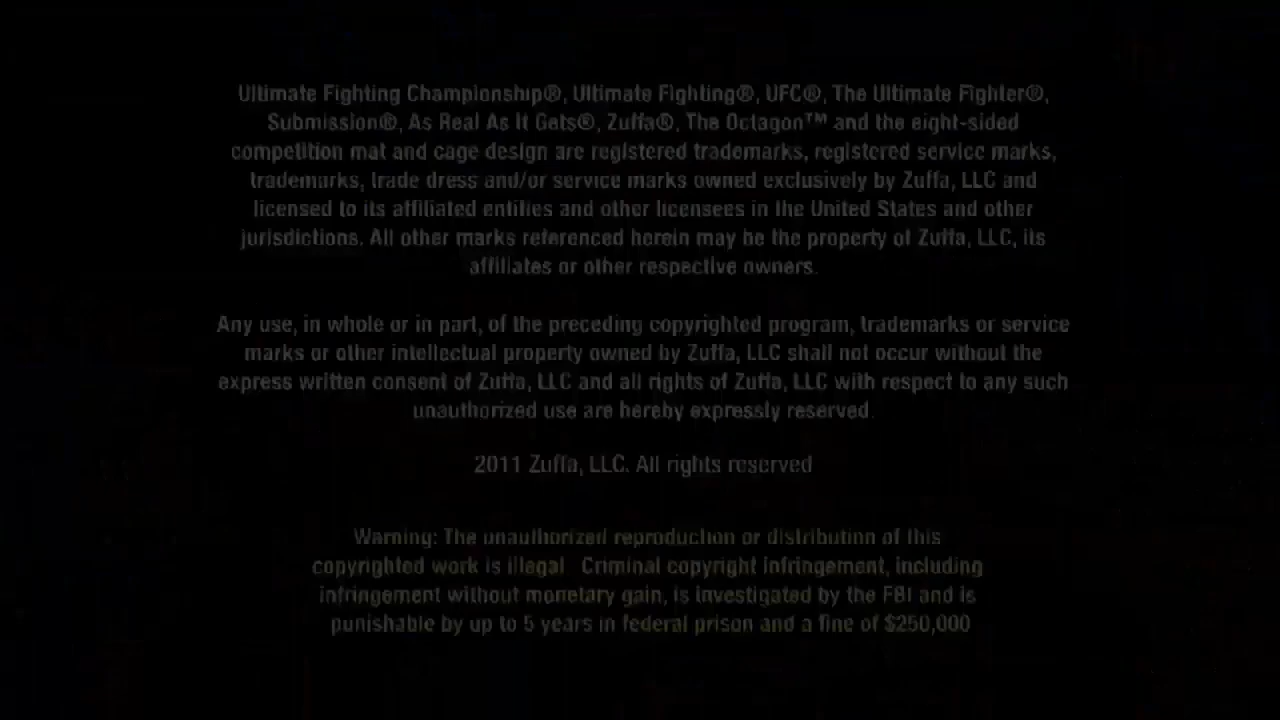 Ultimate Fighting Championship®, Ultimate Fighting®, UFC®, The Ultimate Fighter®,
Submission®, As Real As It Gets®, Zuffa®, The Octagon™ and the eight-sided
competition mat and cage design are registered trademarks, registered service marks,
trademarks, trade dress and/or service marks owned exclusively by Zuffa, LLC and
licensed to its affiliated entities and other licensees in the United States and other
jurisdictions. All other marks referenced herein may be the property of Zuffa, LLC, its
affiliates or other respective owners.
Any use, in whole or in part, of the preceding copyrighted program, trademarks or service
marks or other intellectual property owned by Zuffa, LLC shall not occur without the
express written consent of Zuffa, LLC and all rights of Zuffa, LLC with respect to any such
unauthorized use are hereby expressly reserved.
2011 Zuffa, LLC. All rights reserved
Warning: The unauthorized reproduction or distribution of this
copyrighted work is illegal. Criminal copyright infringement, including
infringement without monetary gain, is investigated by the FBI and is
punishable by up to 5 years in federal prison and a fine of $250,000